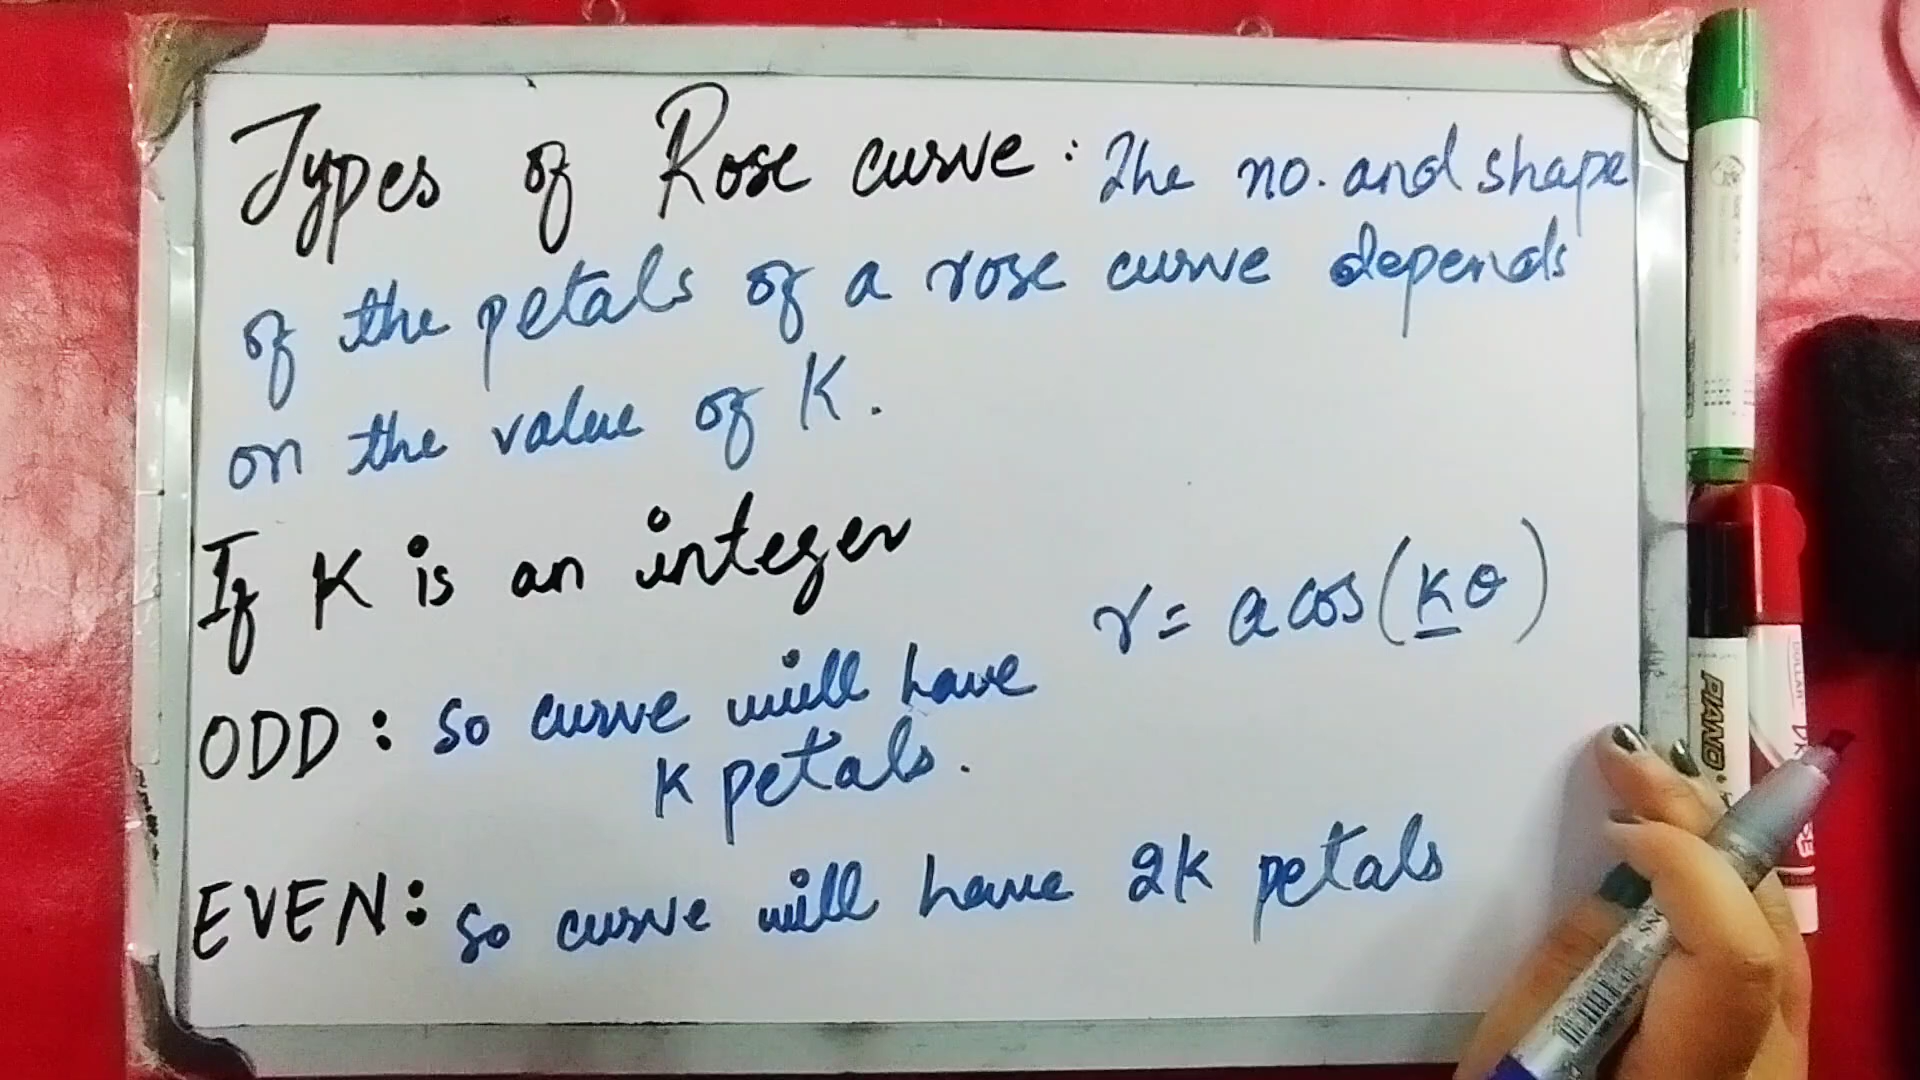 Types of Rose curve: The no. and shape
of the petals of a rose curve depends
on the value of K.
If K is an integer
r = a cos(kθ)
ODD: So curve will have
K petals.
EVEN: So curve will have 2K petals
PIANO
DOLLAR